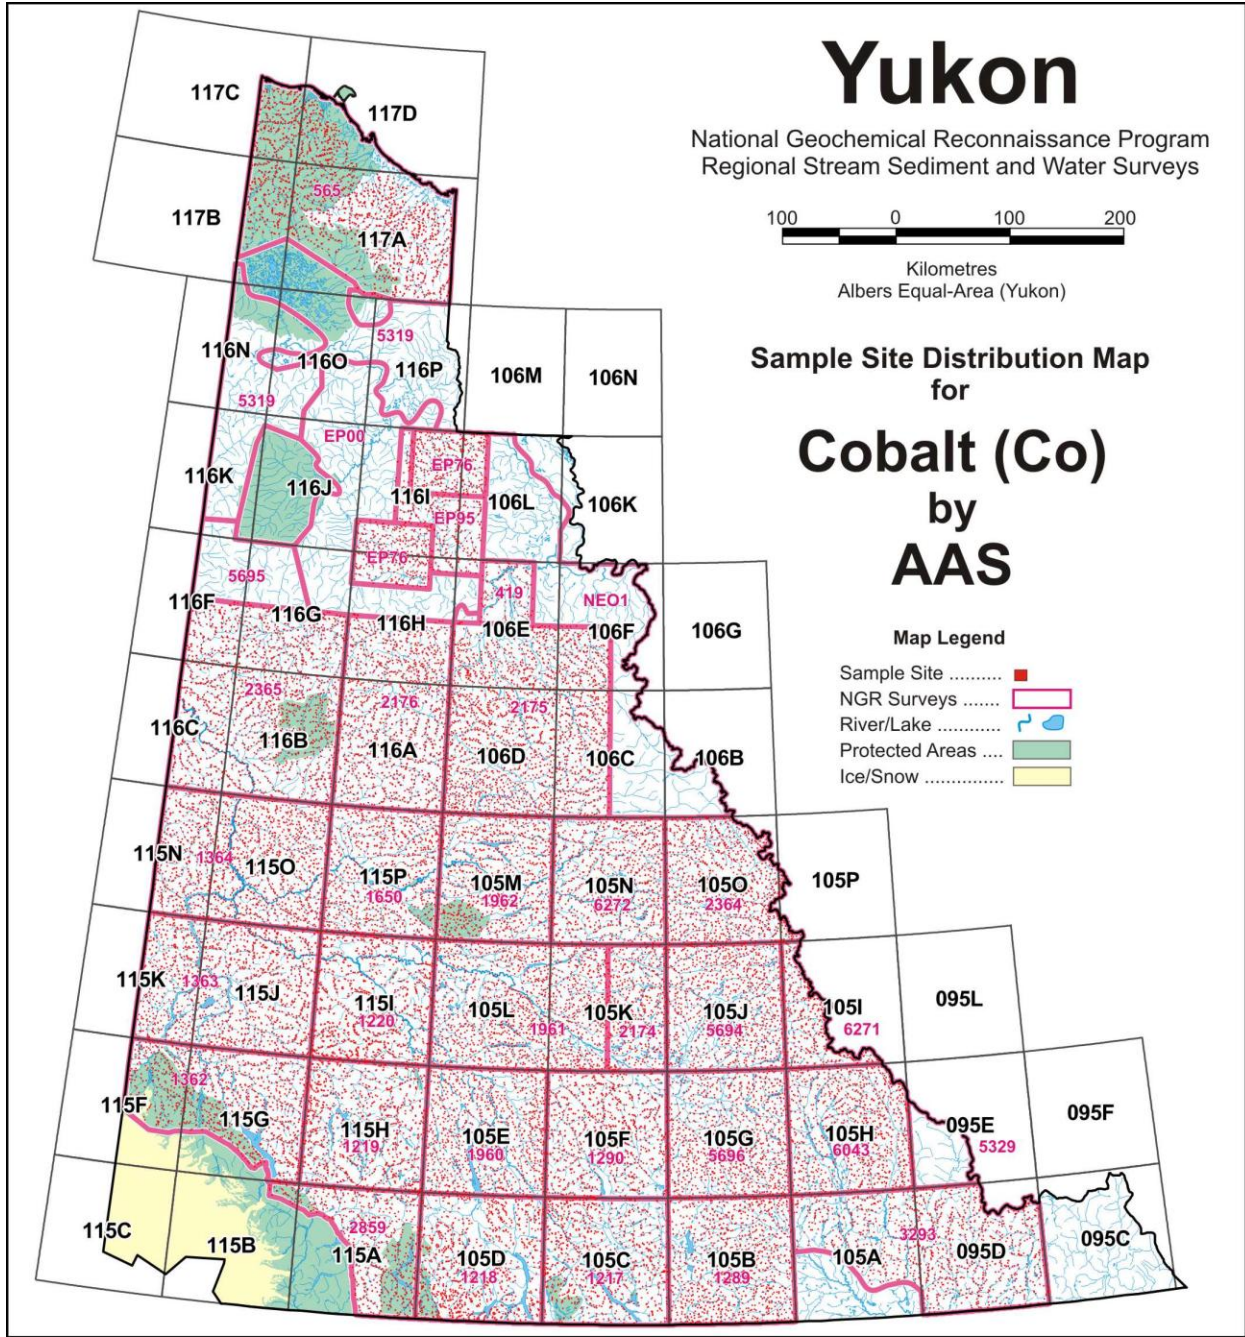 Yukon
National Geochemical Reconnaissance Program
Regional Stream Sediment and Water Surveys
100 0 100 200
Kilometres
Albers Equal-Area (Yukon)
Sample Site Distribution Map
for
Cobalt (Co)
by
AAS
Map Legend
Sample Site ..........
NGR Surveys .......
River/Lake ............
Protected Areas ....
Ice/Snow ...............
117C
117D
565
117B
117A
5319
116N
116O
116P
106M
106N
5319
EP00
EP76
116K
116J
116I
106L
106K
EP95
EP76
5695
419
NEO1
116F
116G
116H
106E
106F
106G
2365
2176
2175
116C
116B
116A
106D
106C
106B
115N
1364
115O
115P
1650
105M
1962
105N
6272
105O
2364
105P
115K
1363
115J
115I
1220
105L
1961
105K
2174
105J
5694
105I
6271
095L
1362
115F
115G
115H
1219
105E
1960
105F
1290
105G
5696
105H
6043
095E
5329
095F
115C
115B
2859
115A
105D
1218
105C
1217
105B
1289
105A
3293
095D
095C